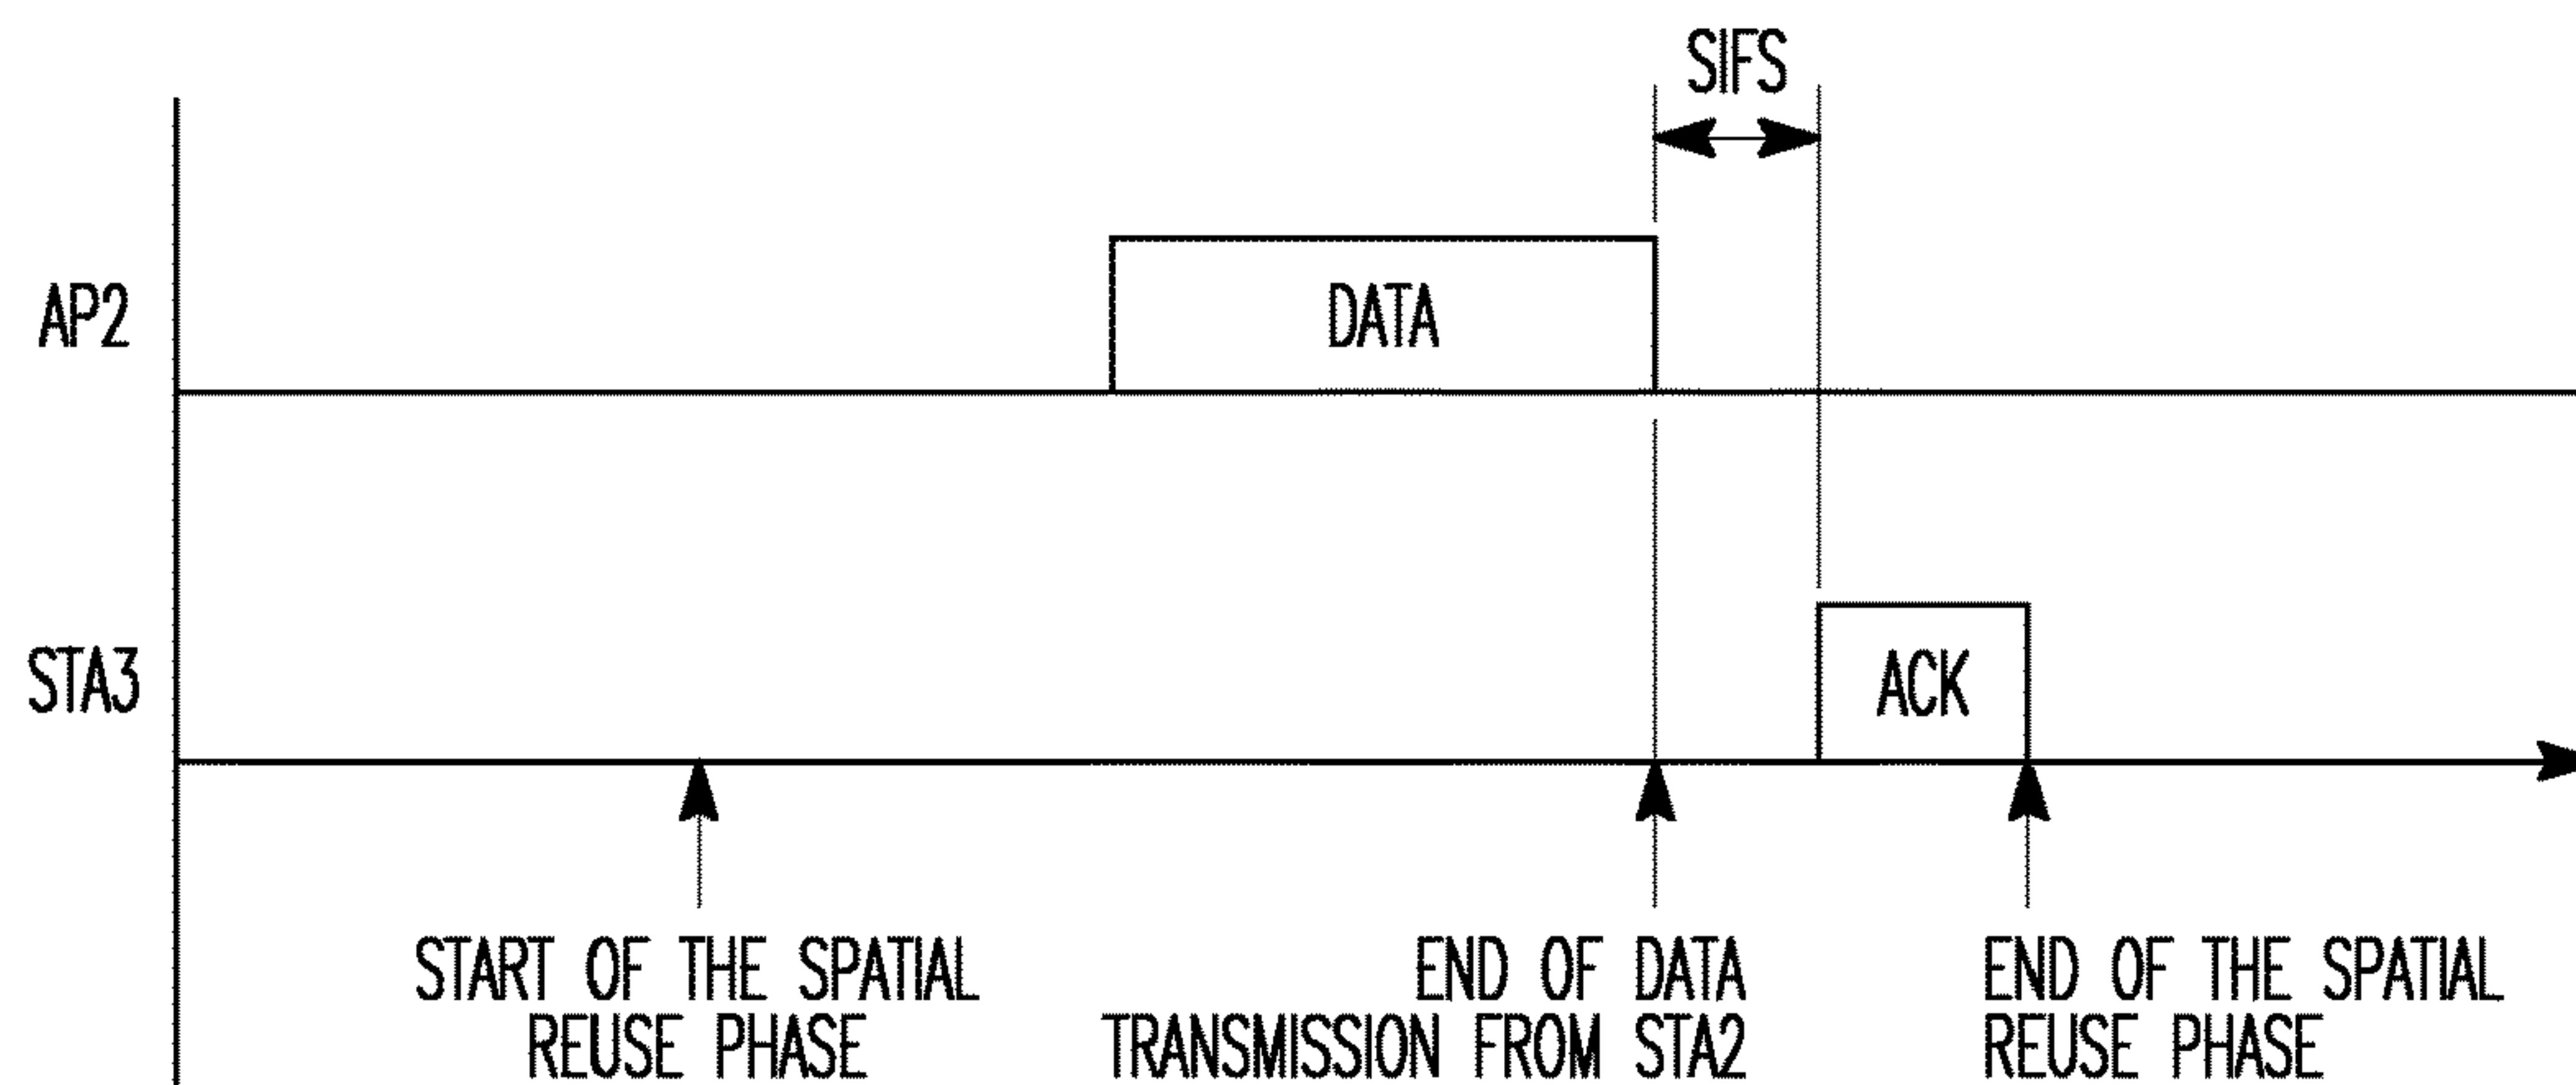 SIFS
AP2
DATA
STA3
ACK
START OF THE SPATIAL
REUSE PHASE
END OF DATA
TRANSMISSION FROM STA2
END OF THE SPATIAL
REUSE PHASE